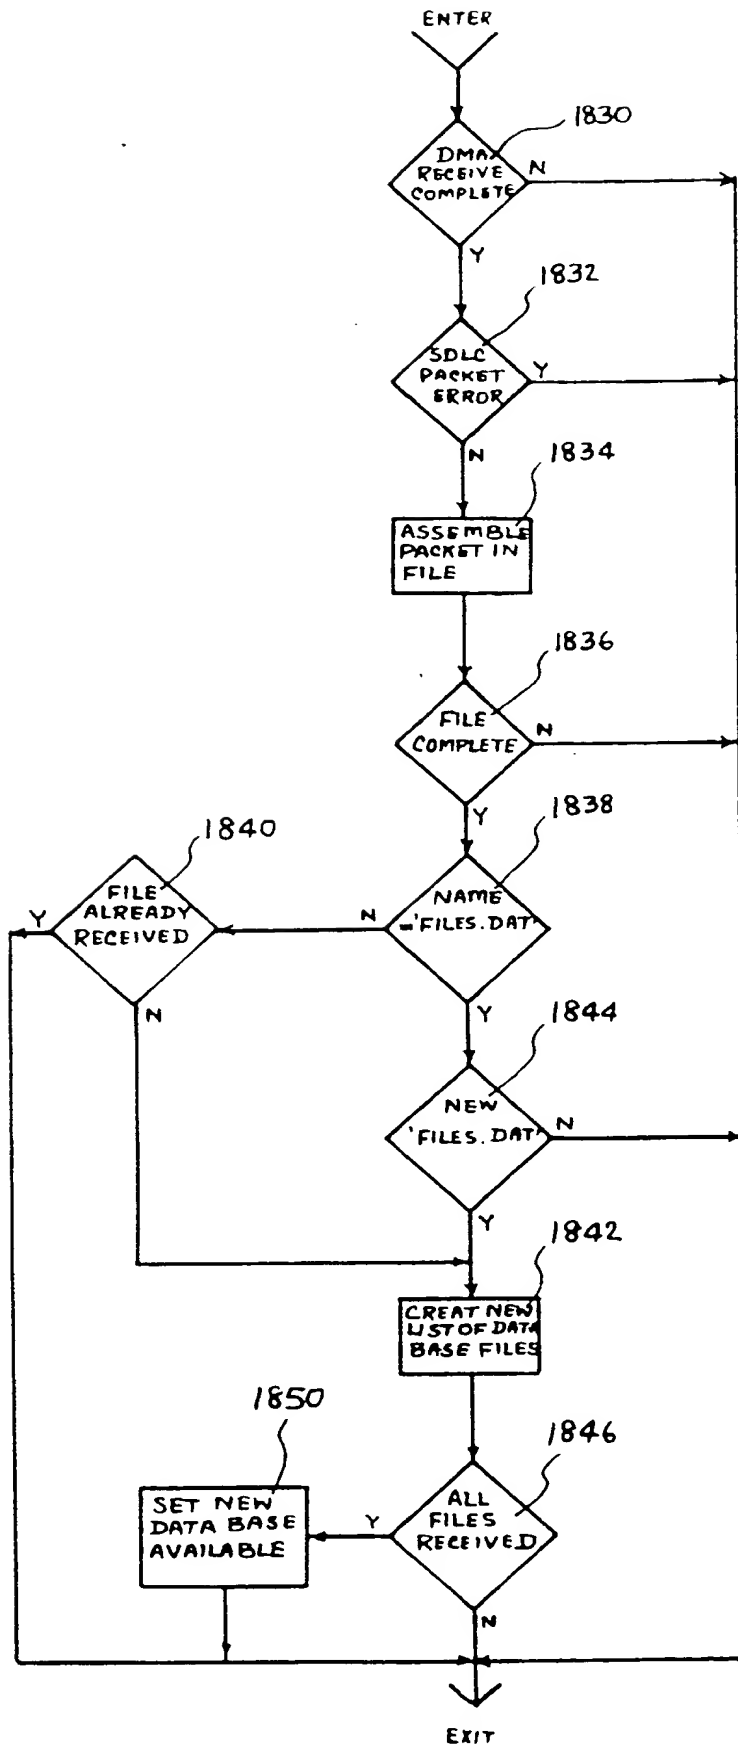 ENTER
1830
DMA
RECEIVE
COMPLETE
N
Y
1832
SDLC
PACKET
ERROR
Y
N
1834
ASSEMBLE
PACKET IN
FILE
1836
FILE
COMPLETE
N
Y
1838
1840
NAME
='FILES.DAT'
N
Y
FILE
ALREADY
RECEIVED
Y
N
1844
NEW
'FILES.DAT'
N
Y
1842
CREAT NEW
LIST OF DATA
BASE FILES
1850
1846
ALL
FILES
RECEIVED
Y
N
SET NEW
DATA BASE
AVAILABLE
EXIT